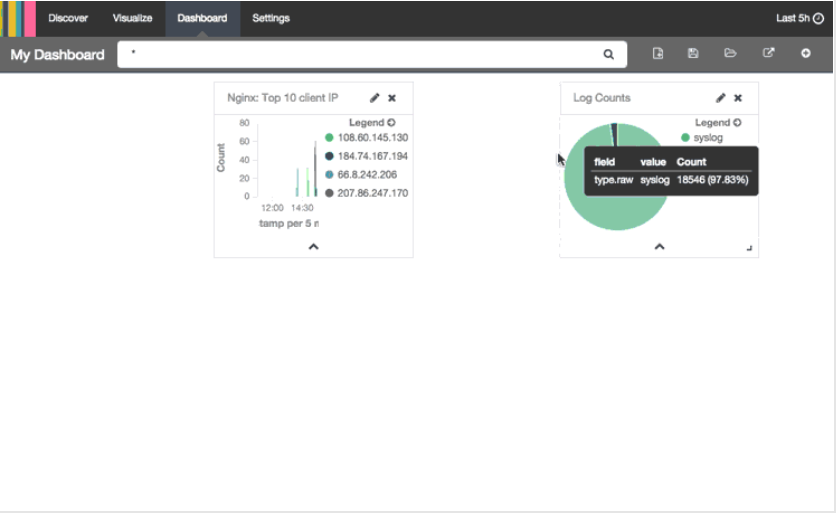 Discover Visualize Dashboard Settings Last 5h
My Dashboard *
Nginx: Top 10 client IP
Legend
80
60
40
20
0
Count
12:00 14:30
tamp per 5 m
108.60.145.130
184.74.167.194
66.8.242.206
207.86.247.170
Log Counts
Legend
syslog
field value Count
type.raw syslog 18546 (97.83%)